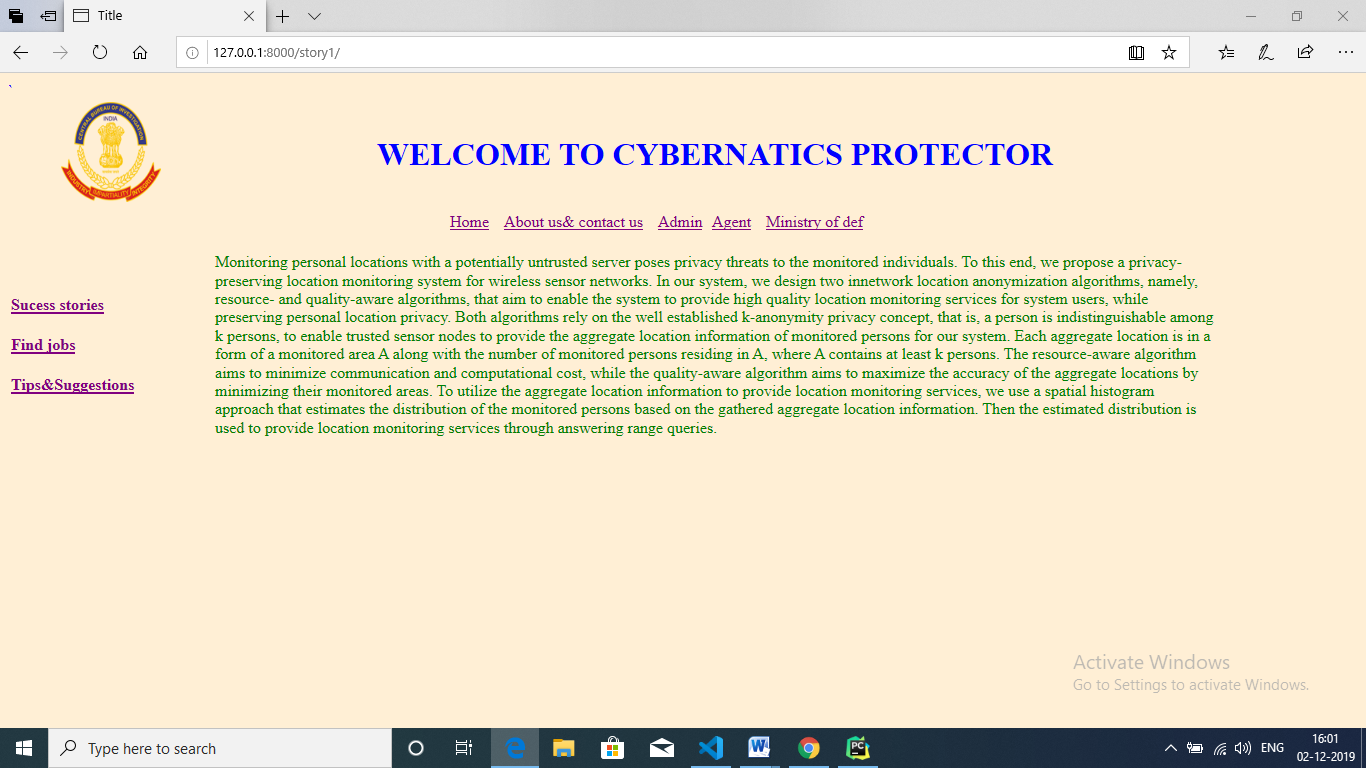 Title
127.0.0.1:8000/story1/
`
CENTRAL BUREAU OF INVESTIGATION
INDIA
INDUSTRY IMPARTIALITY INTEGRITY
WELCOME TO CYBERNATICS PROTECTOR
Home About us& contact us Admin Agent Ministry of def
Sucess stories
Find jobs
Tips&Suggestions
Monitoring personal locations with a potentially untrusted server poses privacy threats to the monitored individuals. To this end, we propose a privacy-
preserving location monitoring system for wireless sensor networks. In our system, we design two innetwork location anonymization algorithms, namely,
resource- and quality-aware algorithms, that aim to enable the system to provide high quality location monitoring services for system users, while
preserving personal location privacy. Both algorithms rely on the well established k-anonymity privacy concept, that is, a person is indistinguishable among
k persons, to enable trusted sensor nodes to provide the aggregate location information of monitored persons for our system. Each aggregate location is in a
form of a monitored area A along with the number of monitored persons residing in A, where A contains at least k persons. The resource-aware algorithm
aims to minimize communication and computational cost, while the quality-aware algorithm aims to maximize the accuracy of the aggregate locations by
minimizing their monitored areas. To utilize the aggregate location information to provide location monitoring services, we use a spatial histogram
approach that estimates the distribution of the monitored persons based on the gathered aggregate location information. Then the estimated distribution is
used to provide location monitoring services through answering range queries.
Activate Windows
Go to Settings to activate Windows.
Type here to search
PC
ENG
16:01
02-12-2019